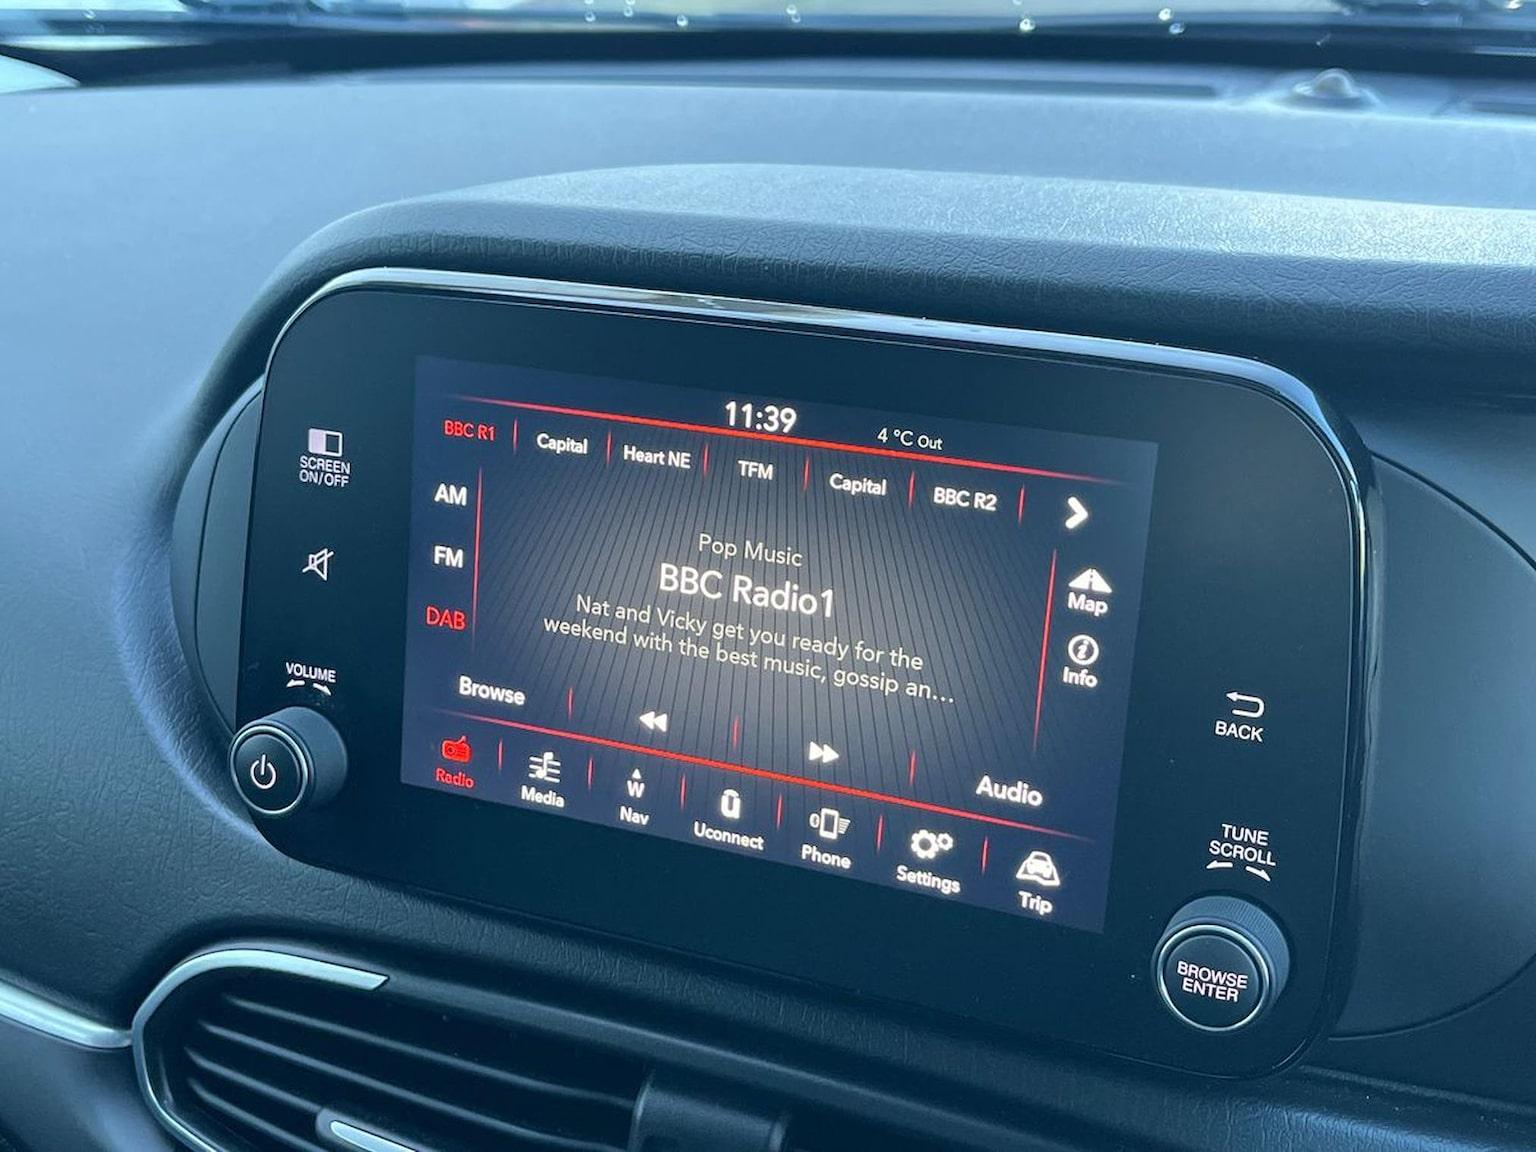 11:39
4 °C Out
BBC R1
Capital
Heart NE
TFM
Capital
BBC R2
SCREEN
ON/OFF
AM
FM
DAB
Pop Music
BBC Radio1
Nat and Vicky get you ready for the
weekend with the best music, gossip an...
Map
Info
VOLUME
Browse
Audio
BACK
Radio
Media
W
Nav
Uconnect
Phone
Settings
Trip
TUNE
SCROLL
BROWSE
ENTER